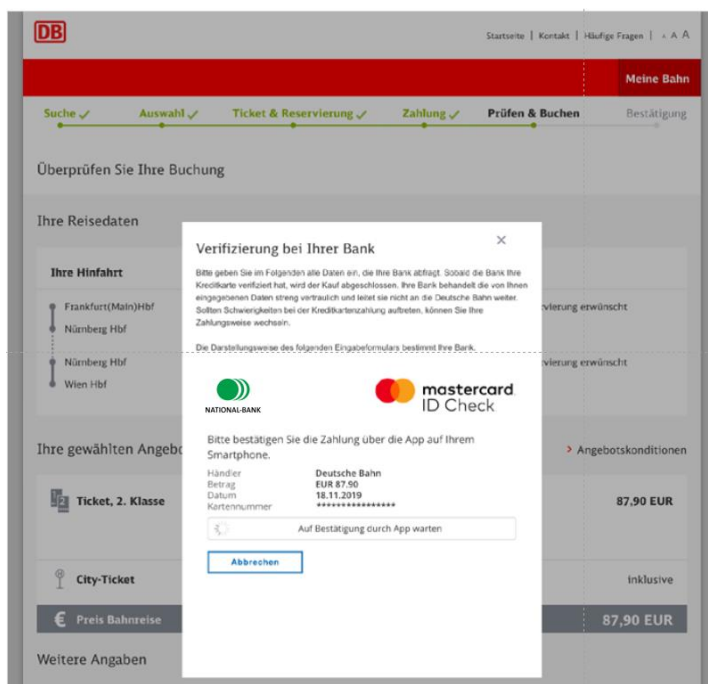 DB
Startseite | Kontakt | Häufige Fragen | A A A
Meine Bahn
Suche Auswahl Ticket & Reservierung Zahlung Prüfen & Buchen Bestätigung
Überprüfen Sie Ihre Buchung
Ihre Reisedaten
Ihre Hinfahrt
Frankfurt(Main)Hbf
vierung erwünscht
Nürnberg Hbf
Nürnberg Hbf
vierung erwünscht
Wien Hbf
Verifizierung bei Ihrer Bank
Bitte geben Sie im Folgenden alle Daten ein, die Ihre Bank abfragt. Sobald die Bank Ihre
Kreditkarte verifiziert hat, wird der Kauf abgeschlossen. Ihre Bank behandelt die von Ihnen
eingegebenen Daten streng vertraulich und leitet sie nicht an die Deutsche Bahn weiter.
Sollten Schwierigkeiten bei der Kreditkartenzahlung auftreten, können Sie Ihre
Zahlungsweise wechseln.
Die Darstellungsweise des folgenden Eingabeformulars bestimmt Ihre Bank.
NATIONAL-BANK
mastercard
ID Check
Bitte bestätigen Sie die Zahlung über die App auf Ihrem
Smartphone.
Händler Deutsche Bahn
Betrag EUR 87.90
Datum 18.11.2019
Kartennummer ****************
Auf Bestätigung durch App warten
Abbrechen
Ihre gewählten Angebo
Angebotskonditionen
Ticket, 2. Klasse 87,90 EUR
City-Ticket inklusive
€ Preis Bahnreise 87,90 EUR
Weitere Angaben